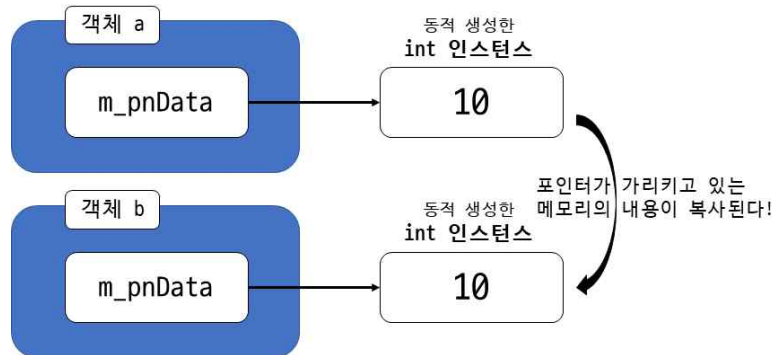 객체 a
동적 생성한
int 인스턴스
m_pnData
10
포인터가 가리키고 있는
메모리의 내용이 복사된다!
객체 b
동적 생성한
int 인스턴스
m_pnData
10